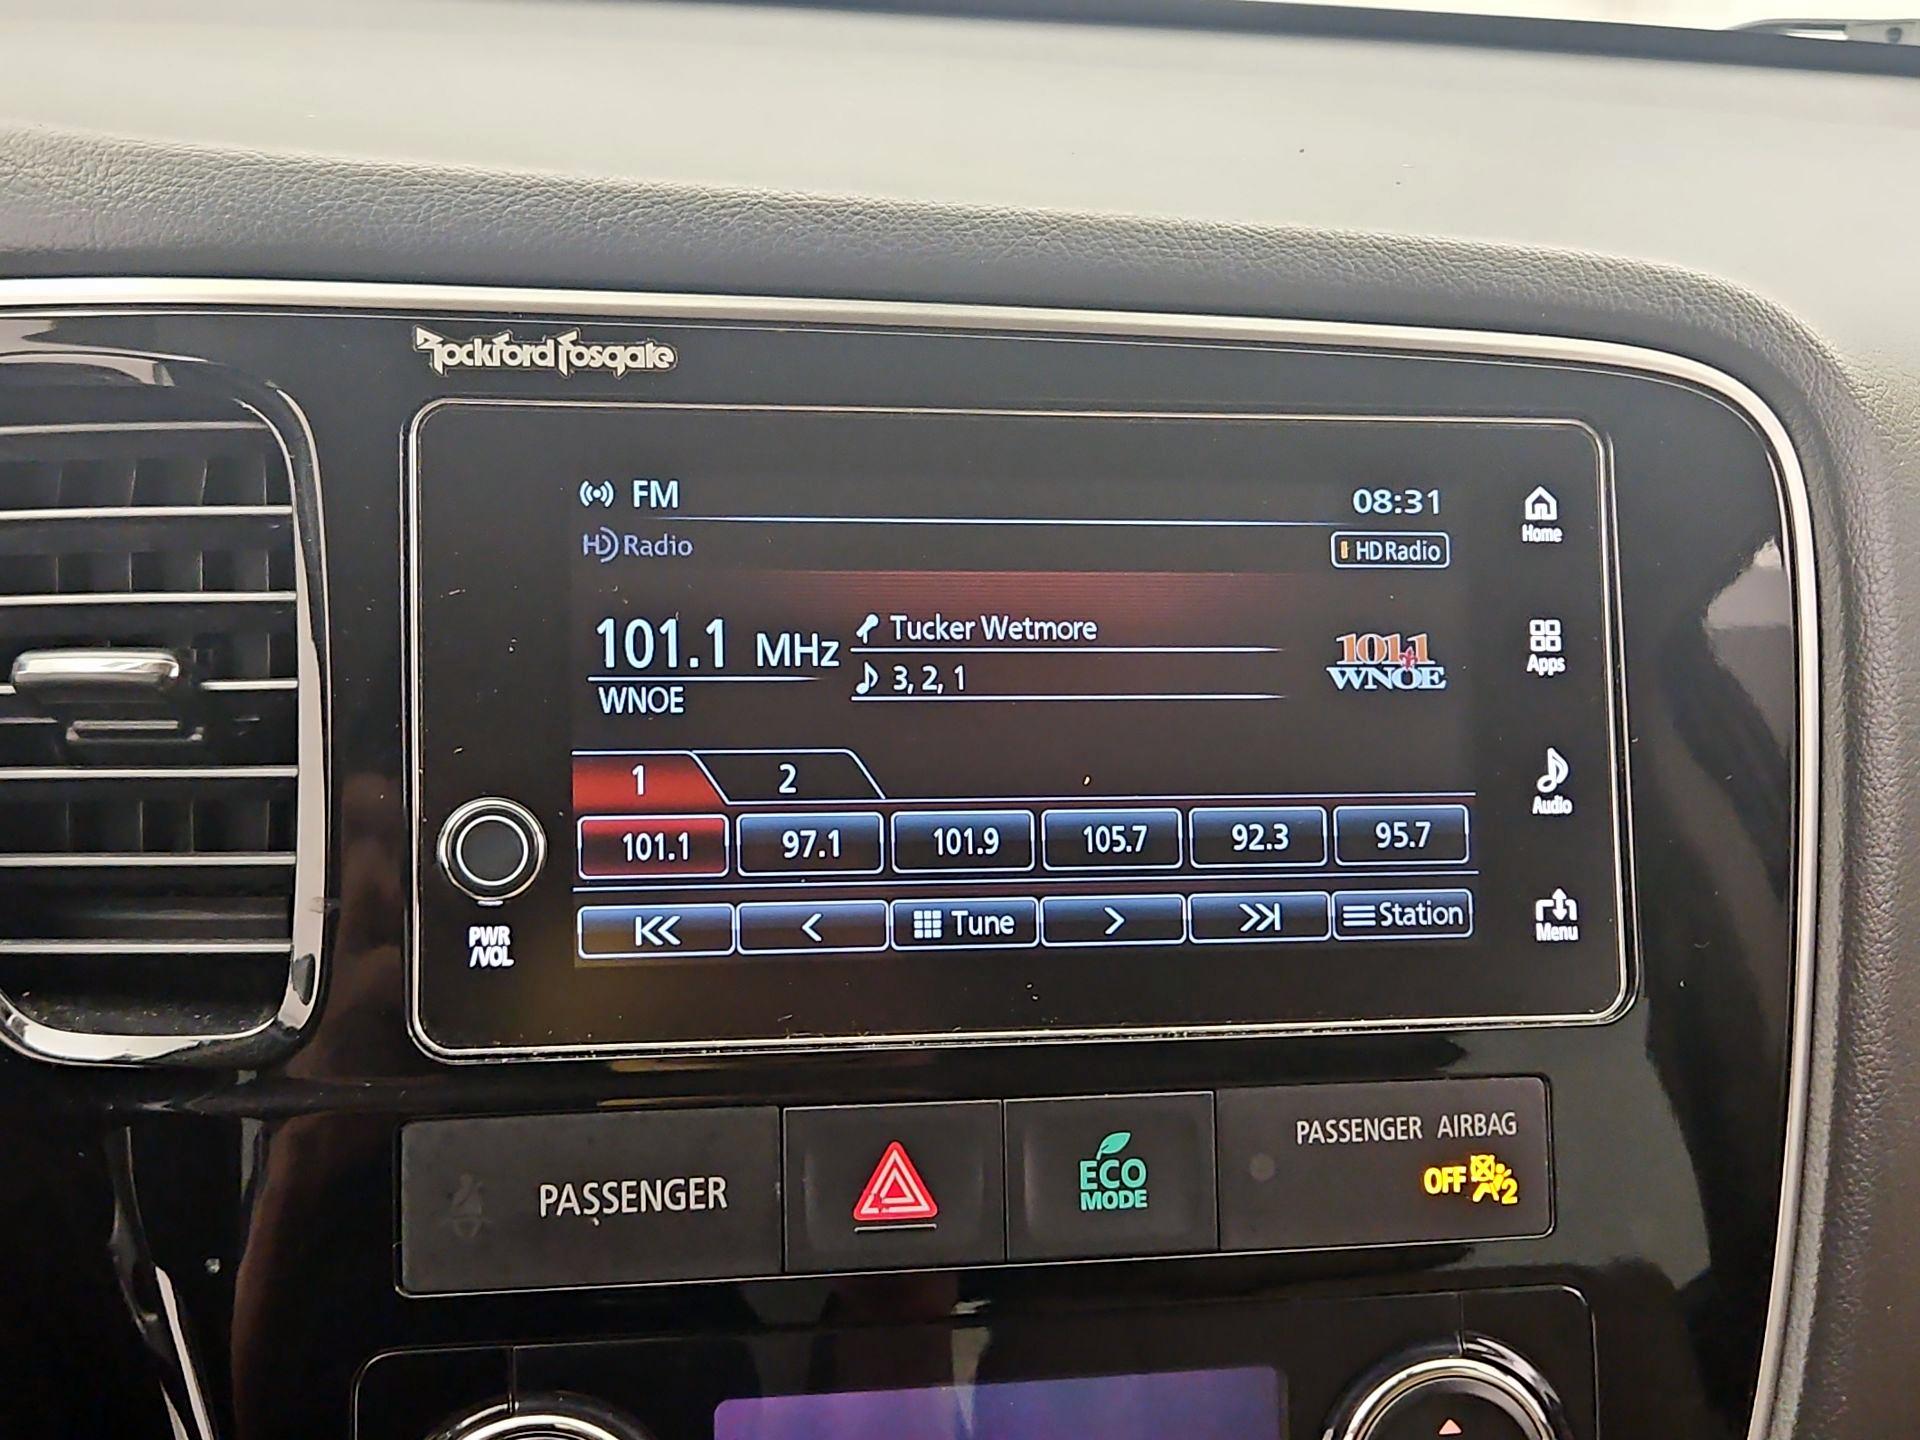 Rockford Fosgate
FM
08:31
HD Radio
HD Radio
101.1 MHz
WNOE
Tucker Wetmore
3, 2, 1
101.1
WNOE
1
2
101.1
97.1
101.9
105.7
92.3
95.7
Tune
Station
Home
Apps
Audio
Menu
PWR
/VOL
PASSENGER
ECO
MODE
PASSENGER AIRBAG
OFF
2